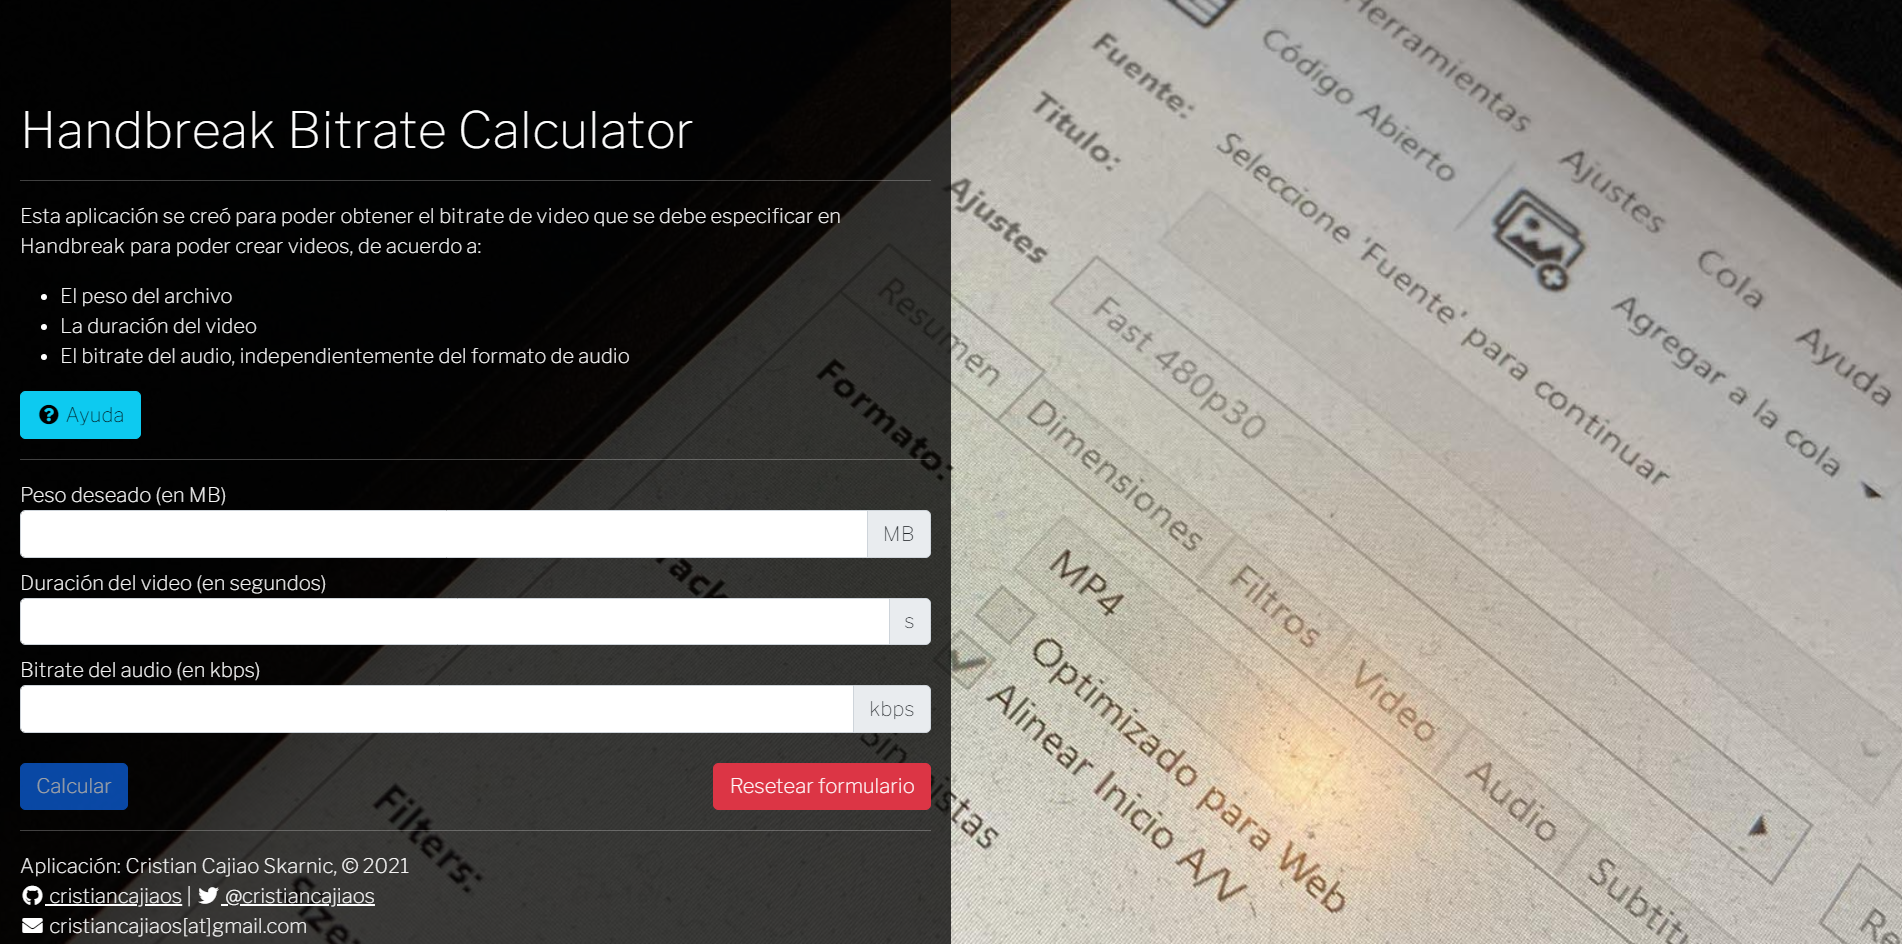 Handbreak Bitrate Calculator
Esta aplicación se creó para poder obtener el bitrate de video que se debe especificar en
Handbreak para poder crear videos, de acuerdo a:
El peso del archivo
La duración del video
El bitrate del audio, independientemente del formato de audio
Ayuda
Peso deseado (en MB)
MB
Duración del video (en segundos)
s
Bitrate del audio (en kbps)
kbps
Calcular
Resetear formulario
Aplicación: Cristian Cajiao Skarnic, © 2021
cristiancajiaos | @cristiancajiaos
cristiancajiaos[at]gmail.com
Herramientas
Ajustes
Cola
Ayuda
Código Abierto
Agregar a la cola
Fuente:
Seleccione 'Fuente' para continuar
Titulo:
Ajustes
Fast 480p30
Resumen
Dimensiones
Filtros
Video
Audio
Formato:
MP4
Optimizado para Web
Alinear Inicio A/V
Filters: